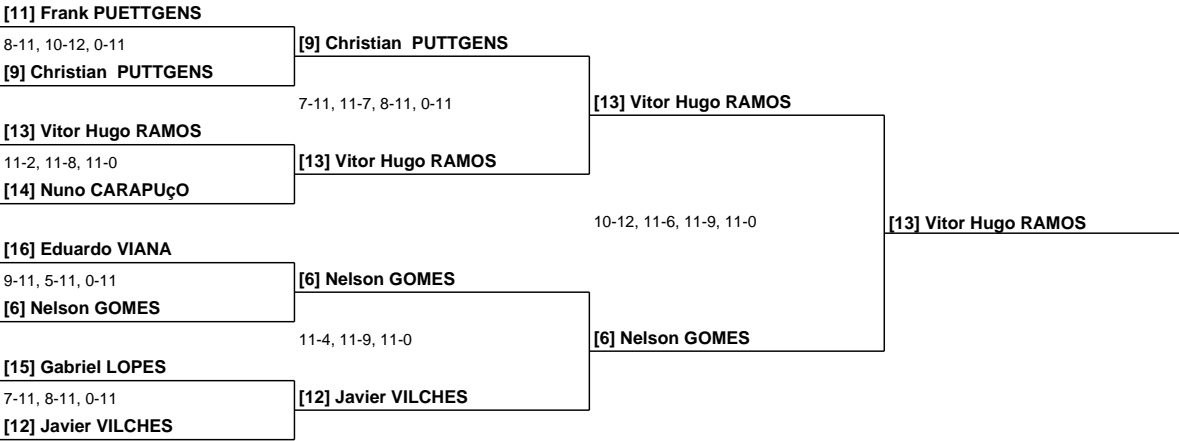 [11] Frank PUETTGENS
8-11, 10-12, 0-11
[9] Christian  PUTTGENS
[9] Christian  PUTTGENS
7-11, 11-7, 8-11, 0-11
[13] Vitor Hugo RAMOS
[13] Vitor Hugo RAMOS
11-2, 11-8, 11-0
[13] Vitor Hugo RAMOS
[14] Nuno CARAPUçO
10-12, 11-6, 11-9, 11-0
[13] Vitor Hugo RAMOS
[16] Eduardo VIANA
9-11, 5-11, 0-11
[6] Nelson GOMES
[6] Nelson GOMES
11-4, 11-9, 11-0
[6] Nelson GOMES
[15] Gabriel LOPES
7-11, 8-11, 0-11
[12] Javier VILCHES
[12] Javier VILCHES